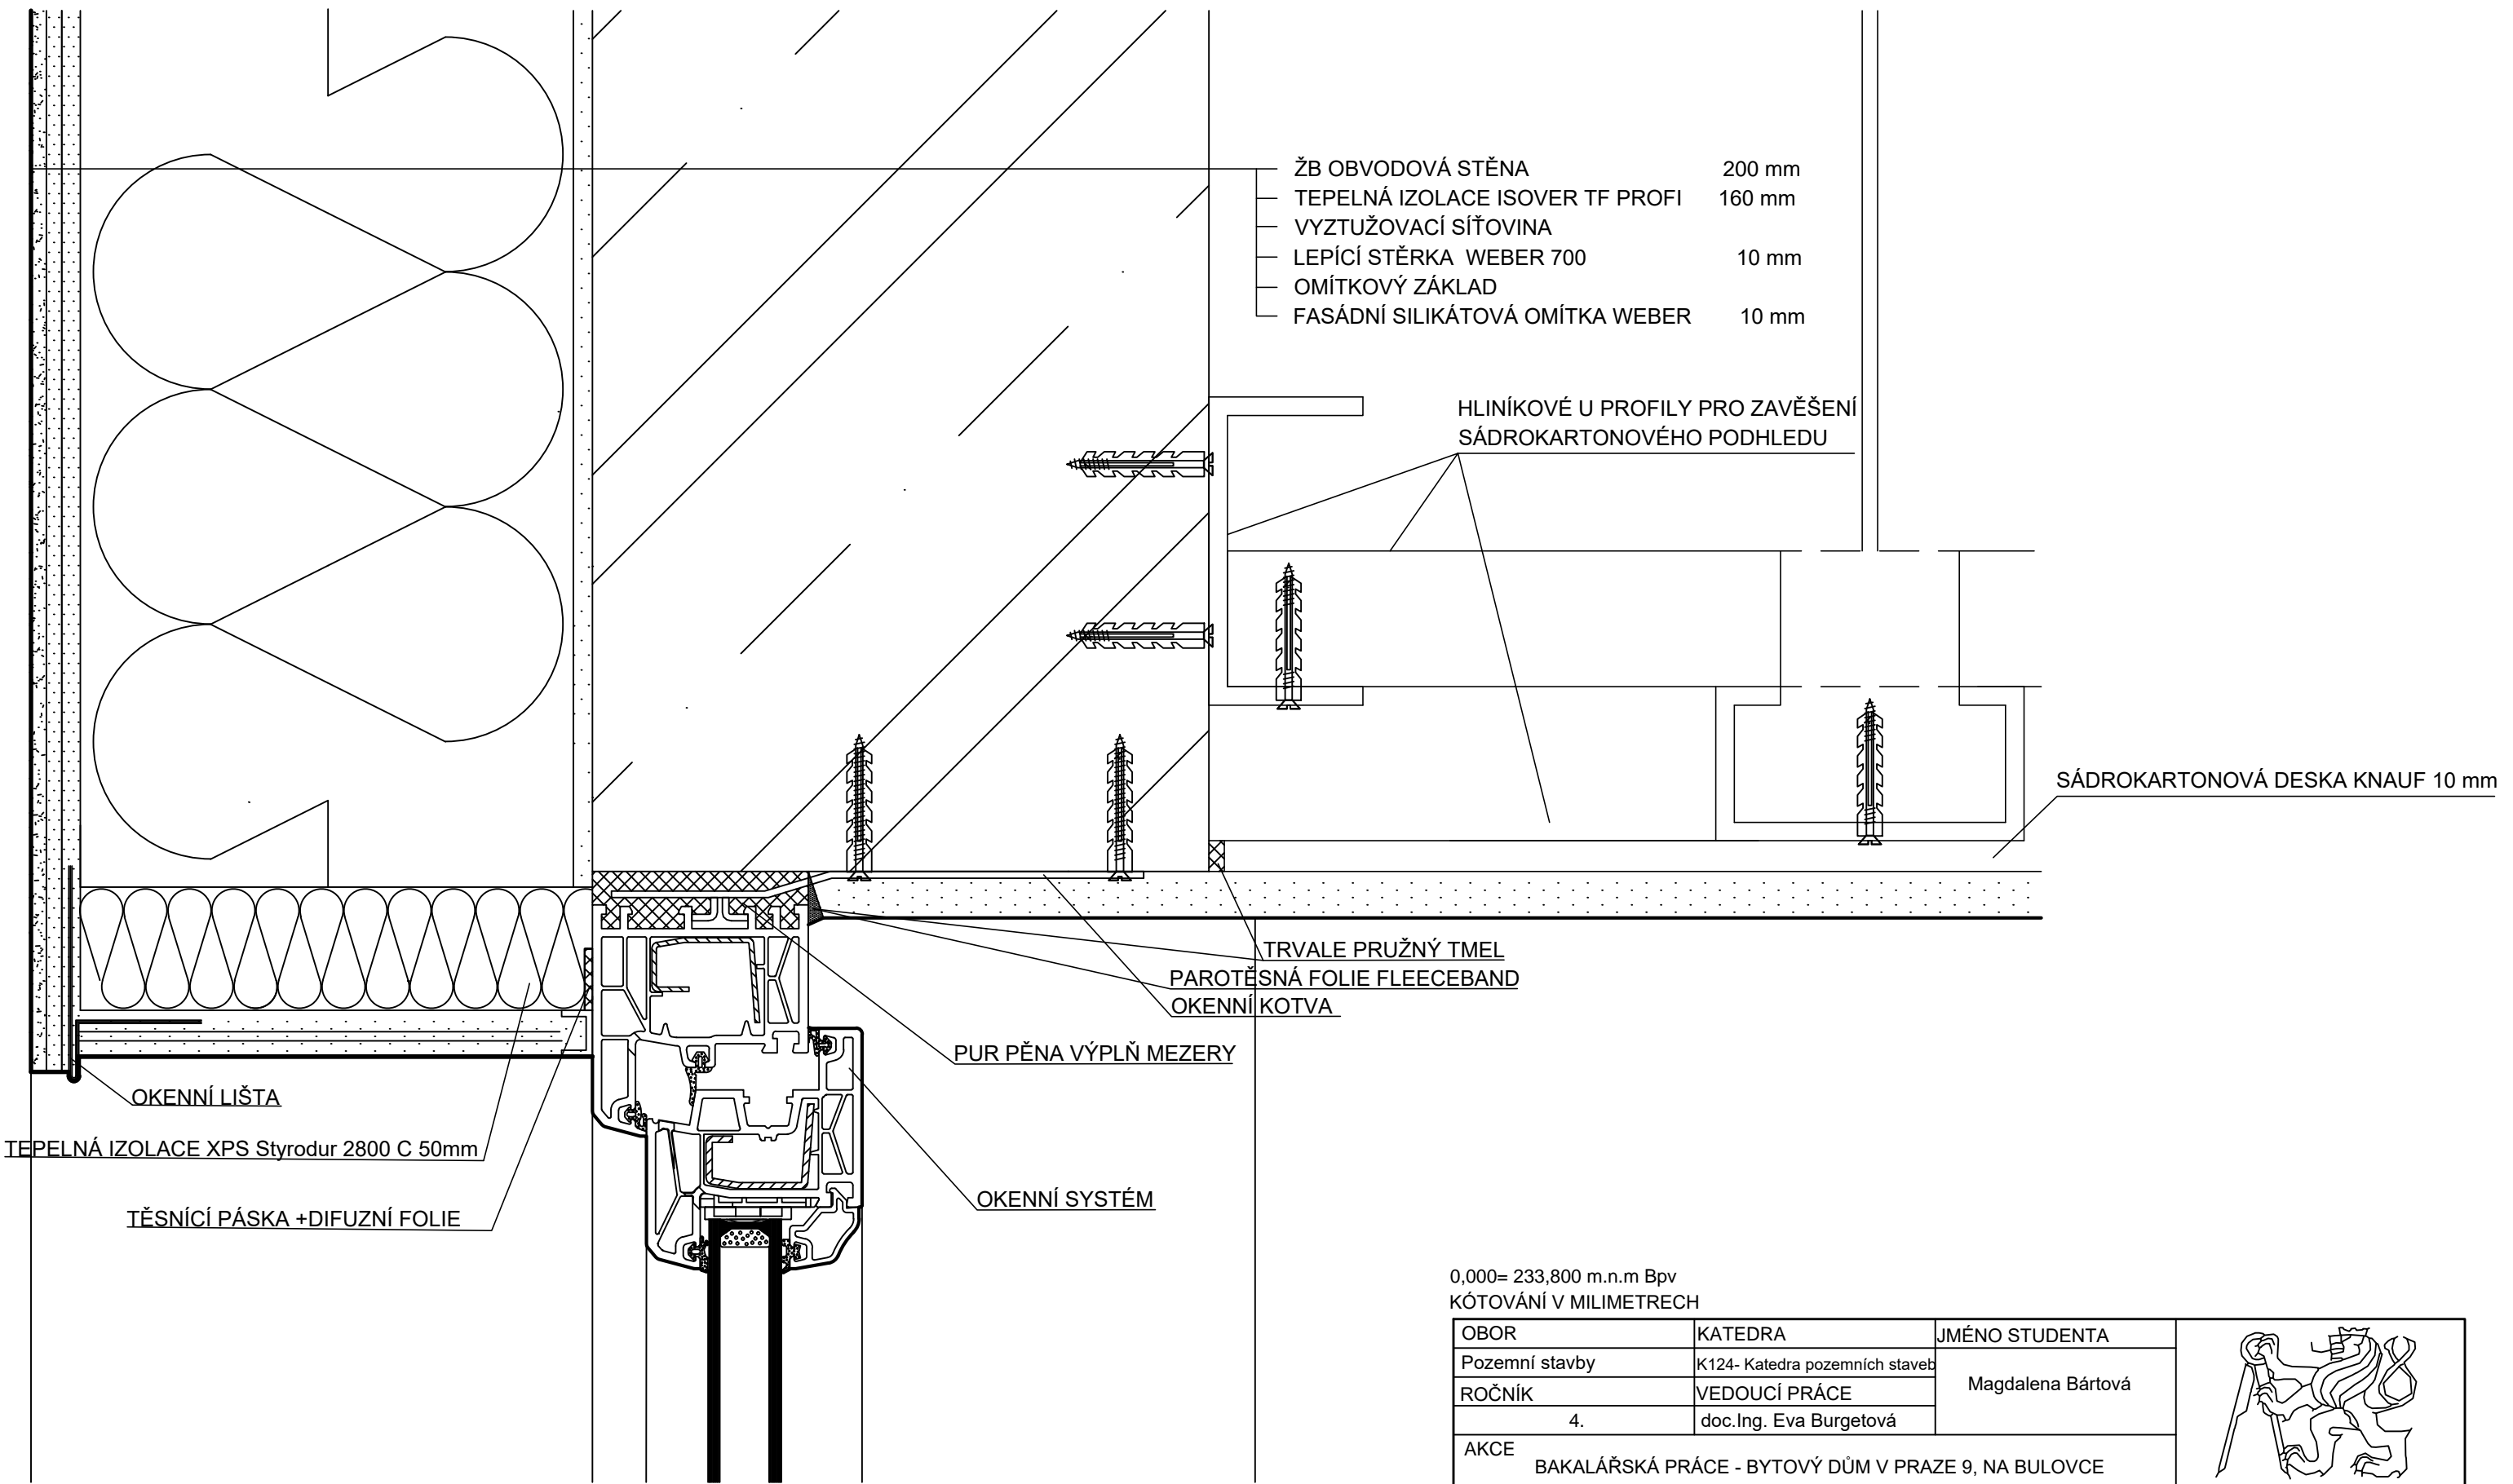 ŽB OBVODOVÁ STĚNA 200 mm
TEPELNÁ IZOLACE ISOVER TF PROFI 160 mm
VYZTUŽOVACÍ SÍŤOVINA
LEPÍCÍ STĚRKA WEBER 700 10 mm
OMÍTKOVÝ ZÁKLAD
FASÁDNÍ SILIKÁTOVÁ OMÍTKA WEBER 10 mm
HLINÍKOVÉ U PROFILY PRO ZAVĚŠENÍ
SÁDROKARTONOVÉHO PODHLEDU
SÁDROKARTONOVÁ DESKA KNAUF 10 mm
TRVALE PRUŽNÝ TMEL
PAROTĚSNÁ FOLIE FLEECEBAND
OKENNÍ KOTVA
PUR PĚNA VÝPLŇ MEZERY
OKENNÍ LIŠTA
TEPELNÁ IZOLACE XPS Styrodur 2800 C 50mm
TĚSNÍCÍ PÁSKA +DIFUZNÍ FOLIE
OKENNÍ SYSTÉM
0,000= 233,800 m.n.m Bpv
KÓTOVÁNÍ V MILIMETRECH
OBOR KATEDRA JMÉNO STUDENTA
Pozemní stavby K124- Katedra pozemních staveb
Magdalena Bártová
ROČNÍK VEDOUCÍ PRÁCE
4. doc.Ing. Eva Burgetová
AKCE
BAKALÁŘSKÁ PRÁCE - BYTOVÝ DŮM V PRAZE 9, NA BULOVCE